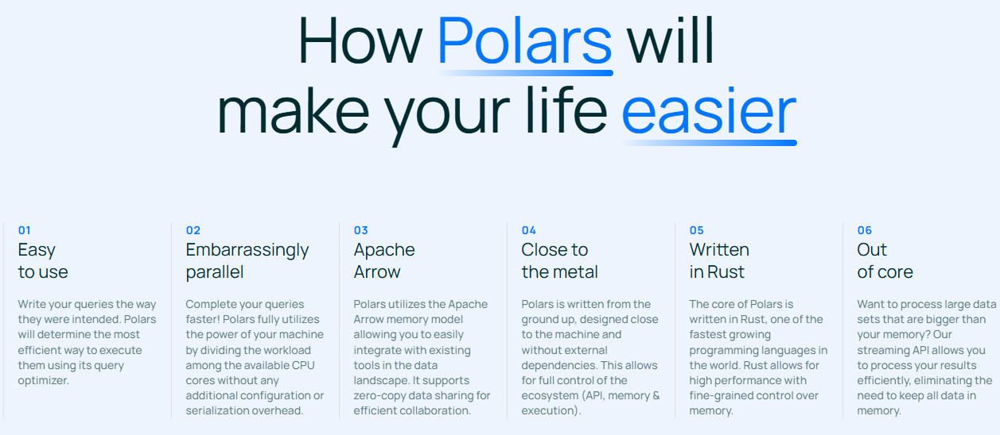 How Polars will
make your life easier
01
Easy
to use
Write your queries the way
they were intended. Polars
will determine the most
efficient way to execute
them using its query
optimizer.
02
Embarrassingly
parallel
Complete your queries
faster! Polars fully utilizes
the power of your machine
by dividing the workload
among the available CPU
cores without any
additional configuration or
serialization overhead.
03
Apache
Arrow
Polars utilizes the Apache
Arrow memory model
allowing you to easily
integrate with existing
tools in the data
landscape. It supports
zero-copy data sharing for
efficient collaboration.
04
Close to
the metal
Polars is written from the
ground up, designed close
to the machine and
without external
dependencies. This allows
for full control of the
ecosystem (API, memory &
execution).
05
Written
in Rust
The core of Polars is
written in Rust, one of the
fastest growing
programming languages in
the world. Rust allows for
high performance with
fine-grained control over
memory.
06
Out
of core
Want to process large data
sets that are bigger than
your memory? Our
streaming API allows you
to process your results
efficiently, eliminating the
need to keep all data in
memory.